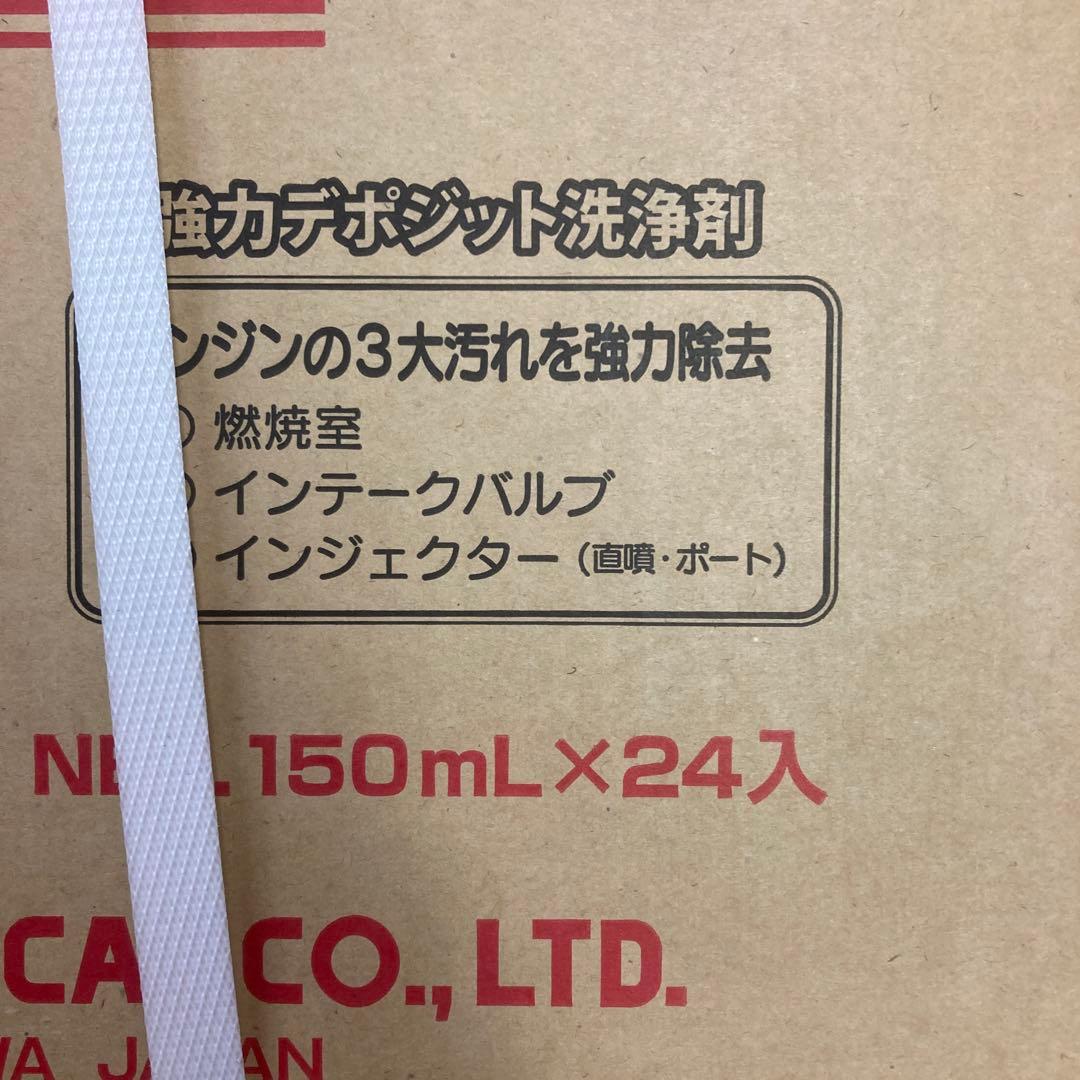 強力デポジット洗浄剤
ンジンの3大汚れを強力除去
燃焼室
インテークバルブ
インジェクター（直噴・ポート）
150mL×24入
CO.,LTD.